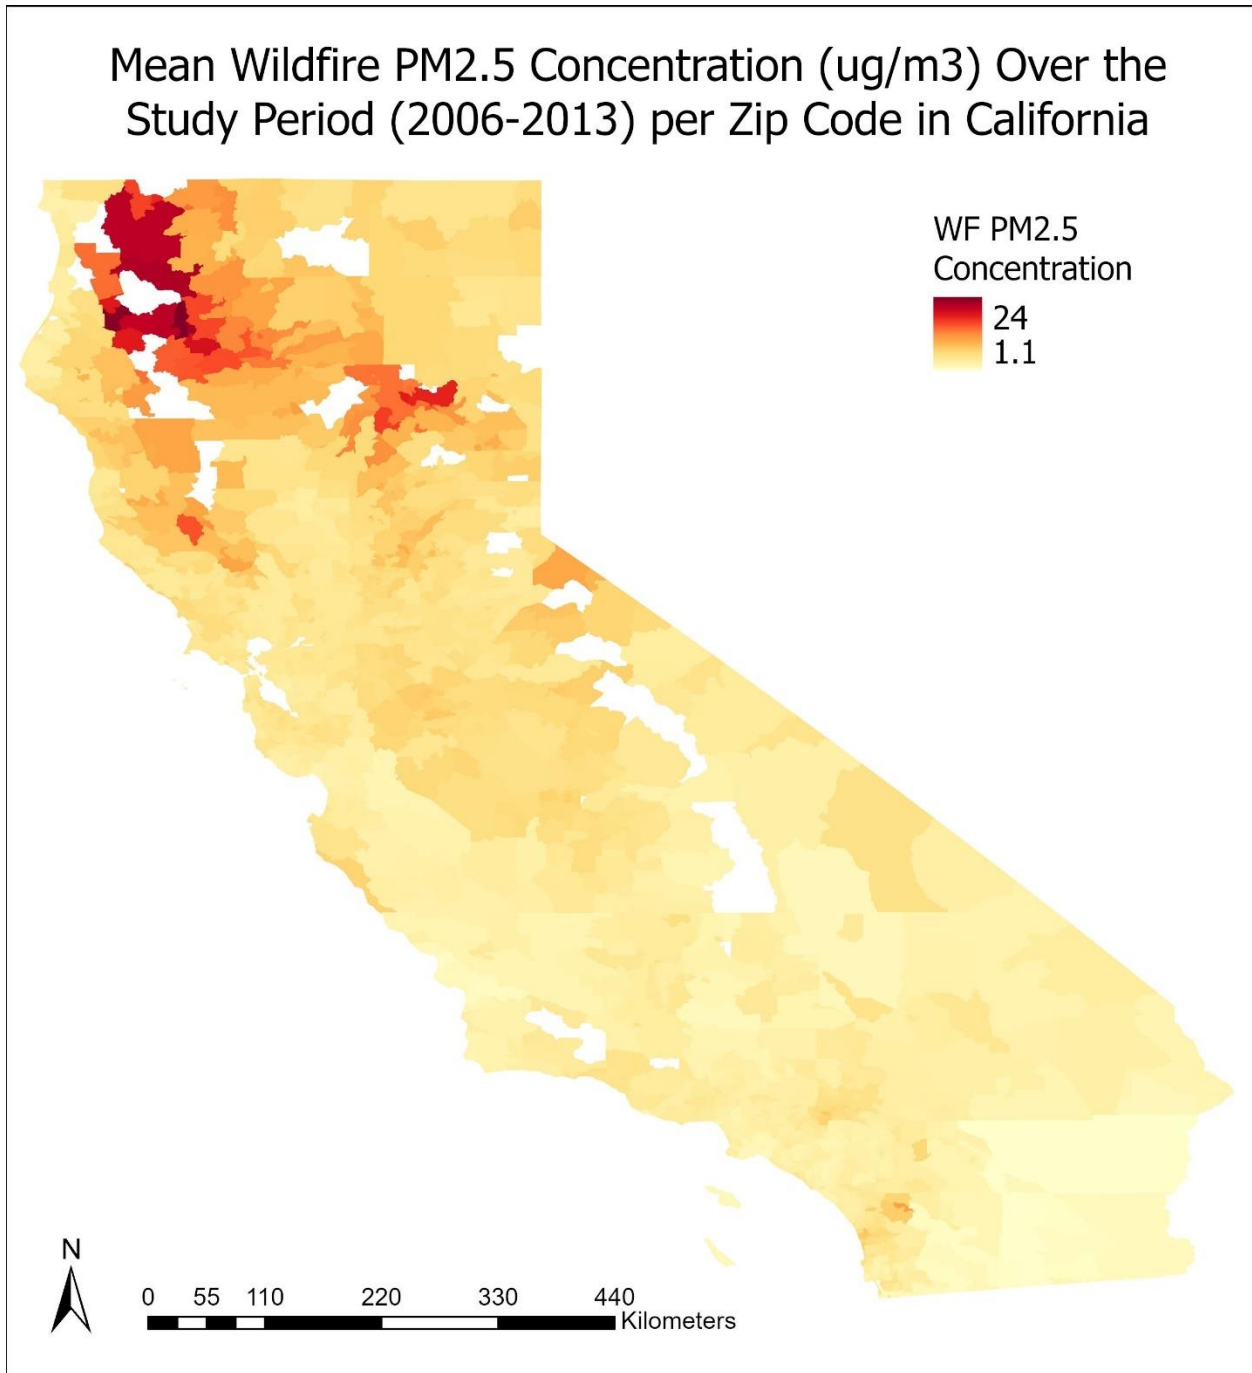 Mean Wildfire PM2.5 Concentration (ug/m3) Over the
Study Period (2006-2013) per Zip Code in California
WF PM2.5
Concentration
24
1.1
N
0 55 110 220 330 440
Kilometers